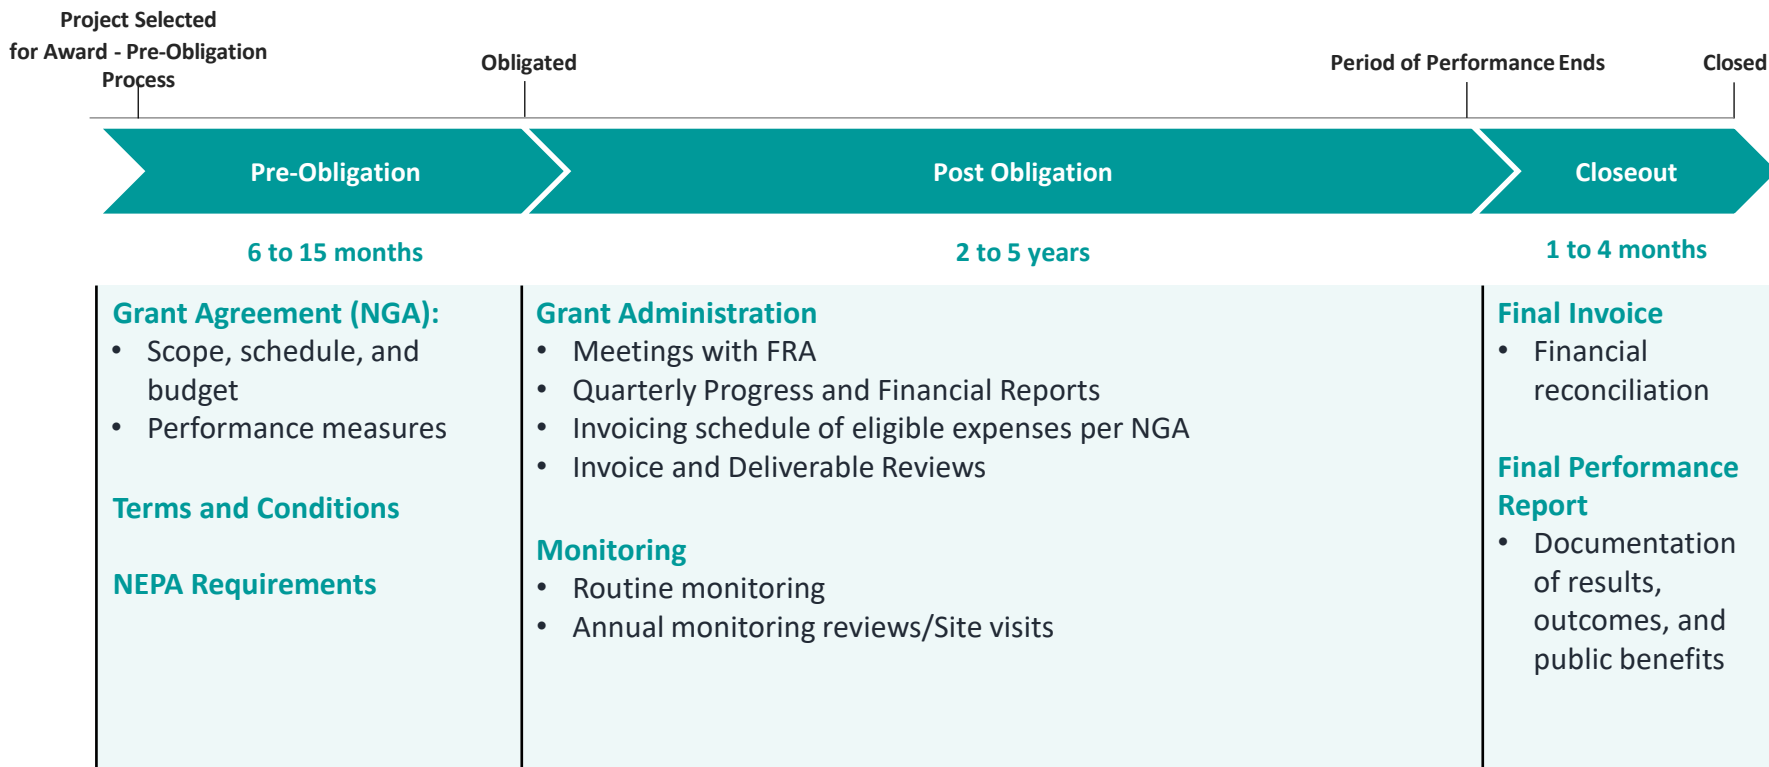 Project Selected
for Award - Pre-Obligation
Process
Obligated
Period of Performance Ends
Closed
Pre-Obligation
Post Obligation
Closeout
6 to 15 months
2 to 5 years
1 to 4 months
Grant Agreement (NGA):
• Scope, schedule, and
budget
• Performance measures
Terms and Conditions
NEPA Requirements
Grant Administration
• Meetings with FRA
• Quarterly Progress and Financial Reports
• Invoicing schedule of eligible expenses per NGA
• Invoice and Deliverable Reviews
Monitoring
• Routine monitoring
• Annual monitoring reviews/Site visits
Final Invoice
• Financial
reconciliation
Final Performance
Report
• Documentation
of results,
outcomes, and
public benefits